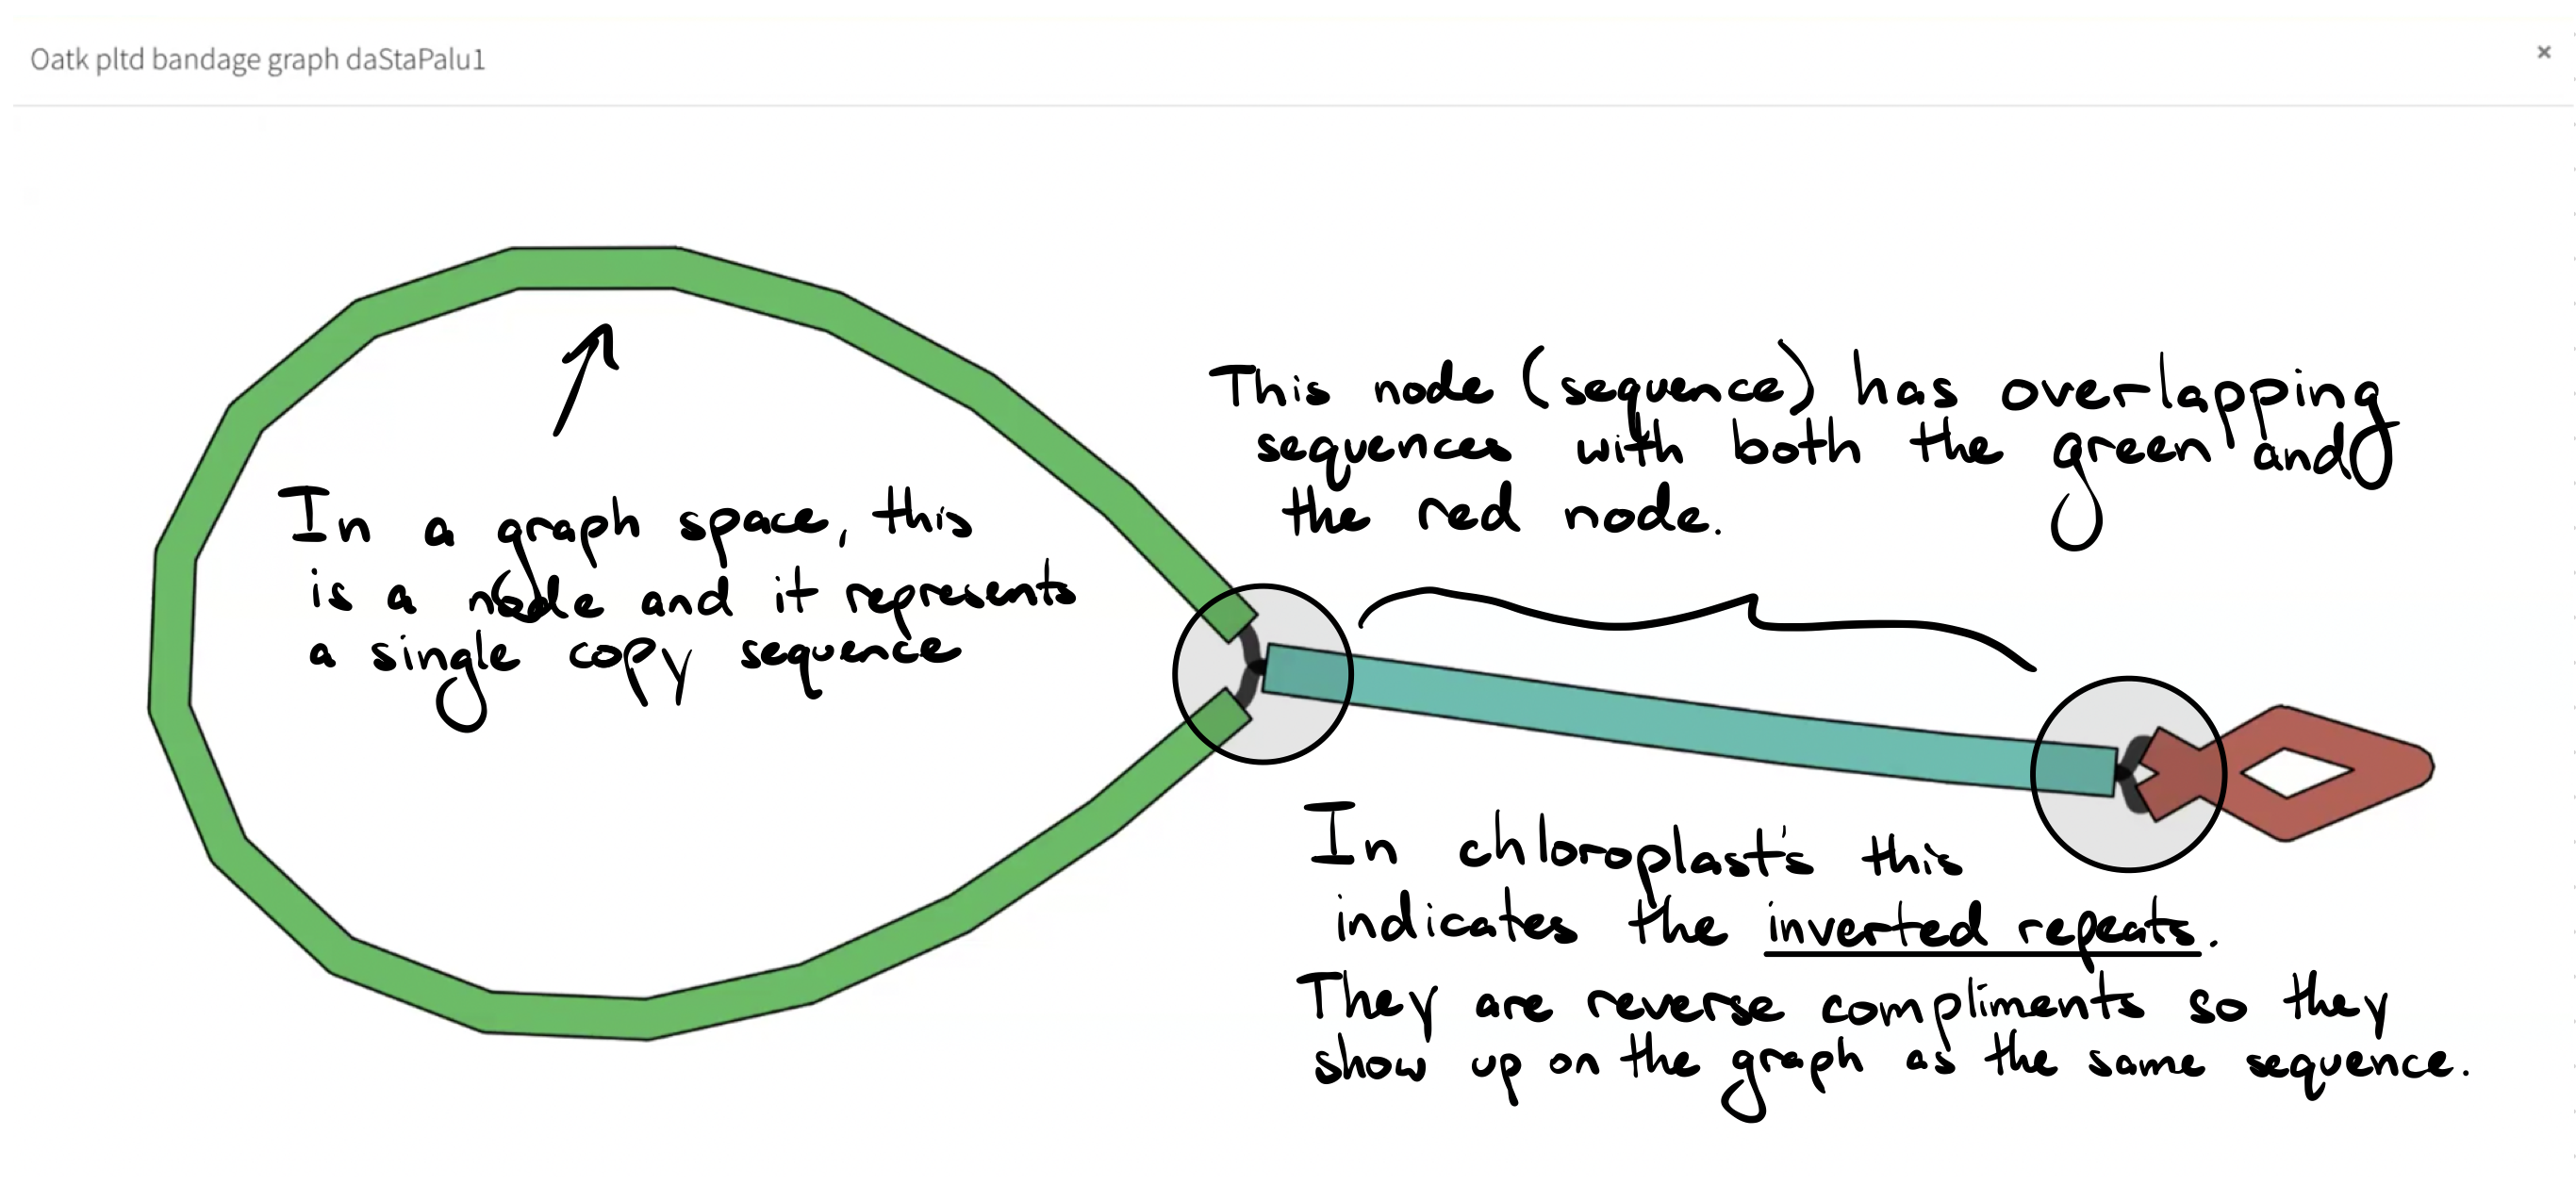 Oatk pltd bandage graph daStaPalu1
×
This node (sequence) has overlapping
sequences with both the green and
the red node.
In a graph space, this
is a node and it represents
a single copy sequence
In chloroplast's this
indicates the inverted repeats.
They are reverse compliments so they
show up on the graph as the same sequence.